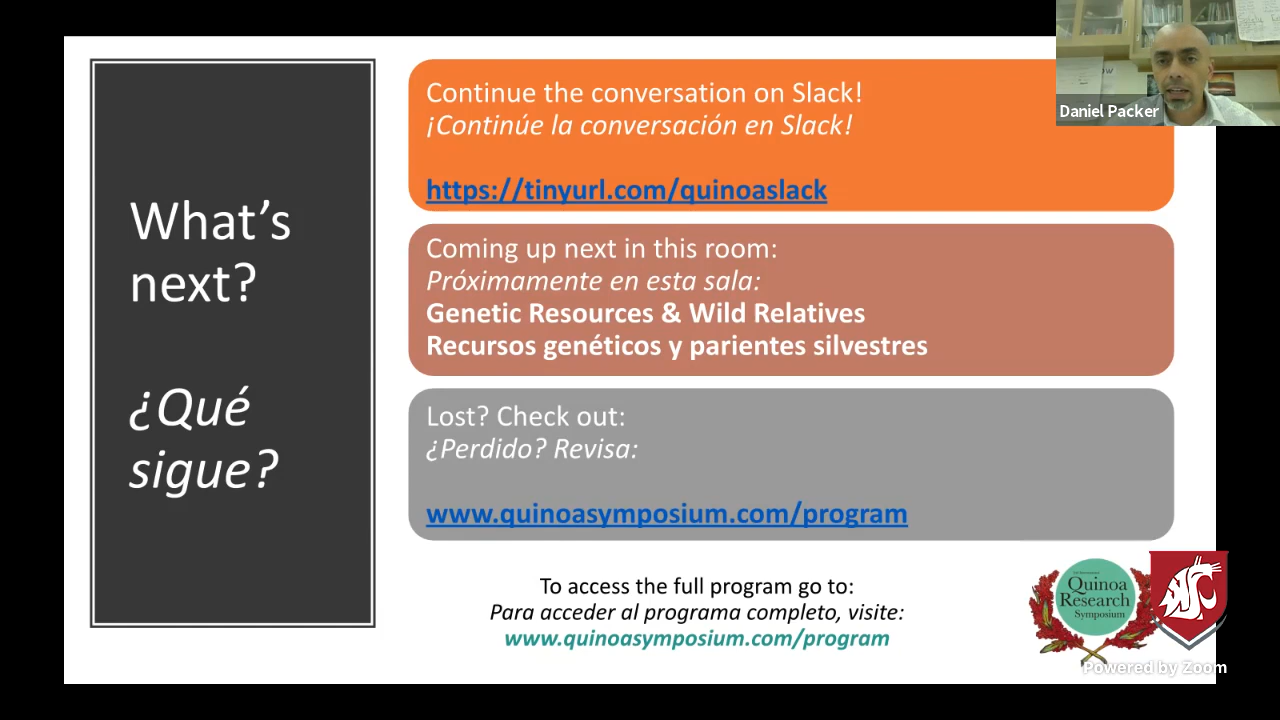 What's
next?
¿Qué
sigue?
Continue the conversation on Slack!
¡Continúe la conversación en Slack!
https://tinyurl.com/quinoaslack
Coming up next in this room:
Próximamente en esta sala:
Genetic Resources & Wild Relatives
Recursos genéticos y parientes silvestres
Lost? Check out:
¿Perdido? Revisa:
www.quinoasymposium.com/program
To access the full program go to:
Para acceder al programa completo, visite:
www.quinoasymposium.com/program
Daniel Packer
Quinoa
Research
Symposium
Powered by Zoom